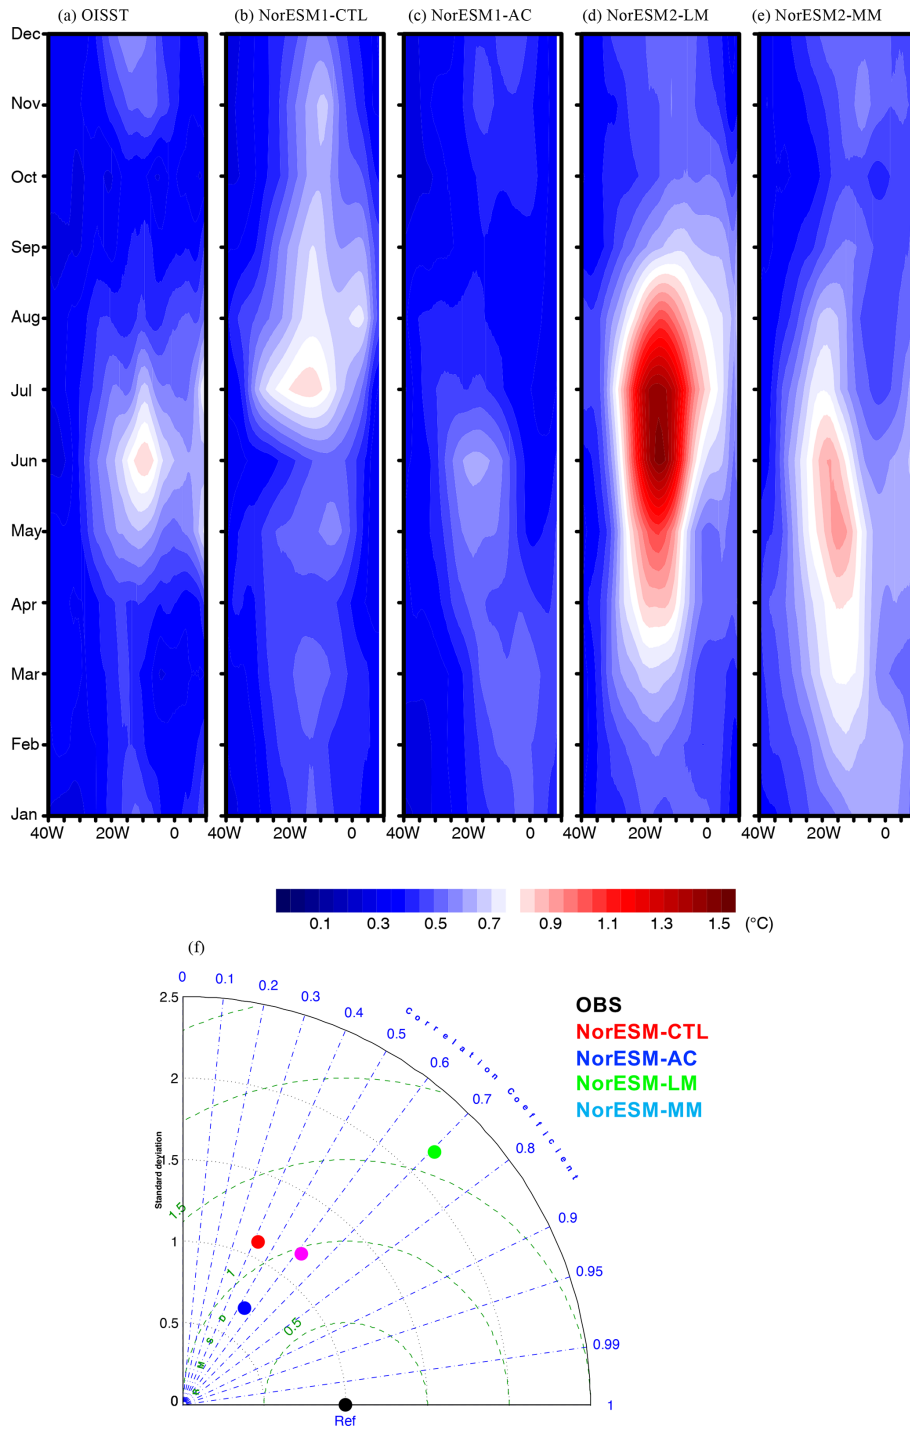 (a) OISST (b) NorESM1-CTL (c) NorESM1-AC (d) NorESM2-LM (e) NorESM2-MM
Dec
Nov
Oct
Sep
Aug
Jul
Jun
May
Apr
Mar
Feb
Jan
40W 20W 0 40W 20W 0 40W 20W 0 40W 20W 0 40W 20W 0
0.1 0.3 0.5 0.7 0.9 1.1 1.3 1.5 (°C)
(f)
0 0.1 0.2 0.3 0.4 0.5 0.6 0.7 0.8 0.9 0.95 0.99 1
Correlation Coefficient
2.5
2
1.5
1
0.5
0
Standard deviation
1.5
1
0.5
RMSD
Ref
OBS
NorESM-CTL
NorESM-AC
NorESM-LM
NorESM-MM